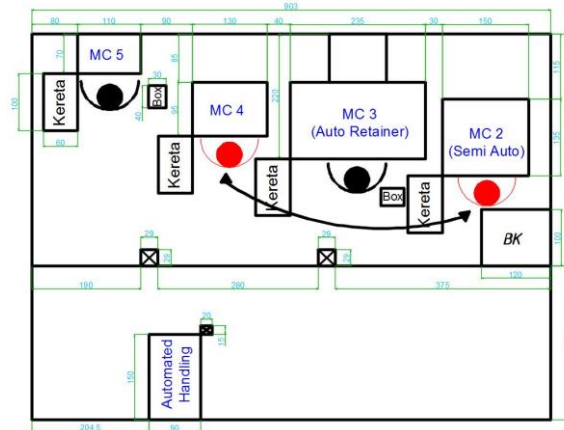 903
80
110
90
130
40
235
30
150
MC 5
70
85
115
30
Box
40
Kereta
100
60
MC 4
95
220
MC 3
(Auto Retainer)
MC 2
(Semi Auto)
135
Kereta
Kereta
Kereta
Box
BK
100
120
29
29
29
29
190
280
375
20
15
Automated
Handling
150
204.5
90